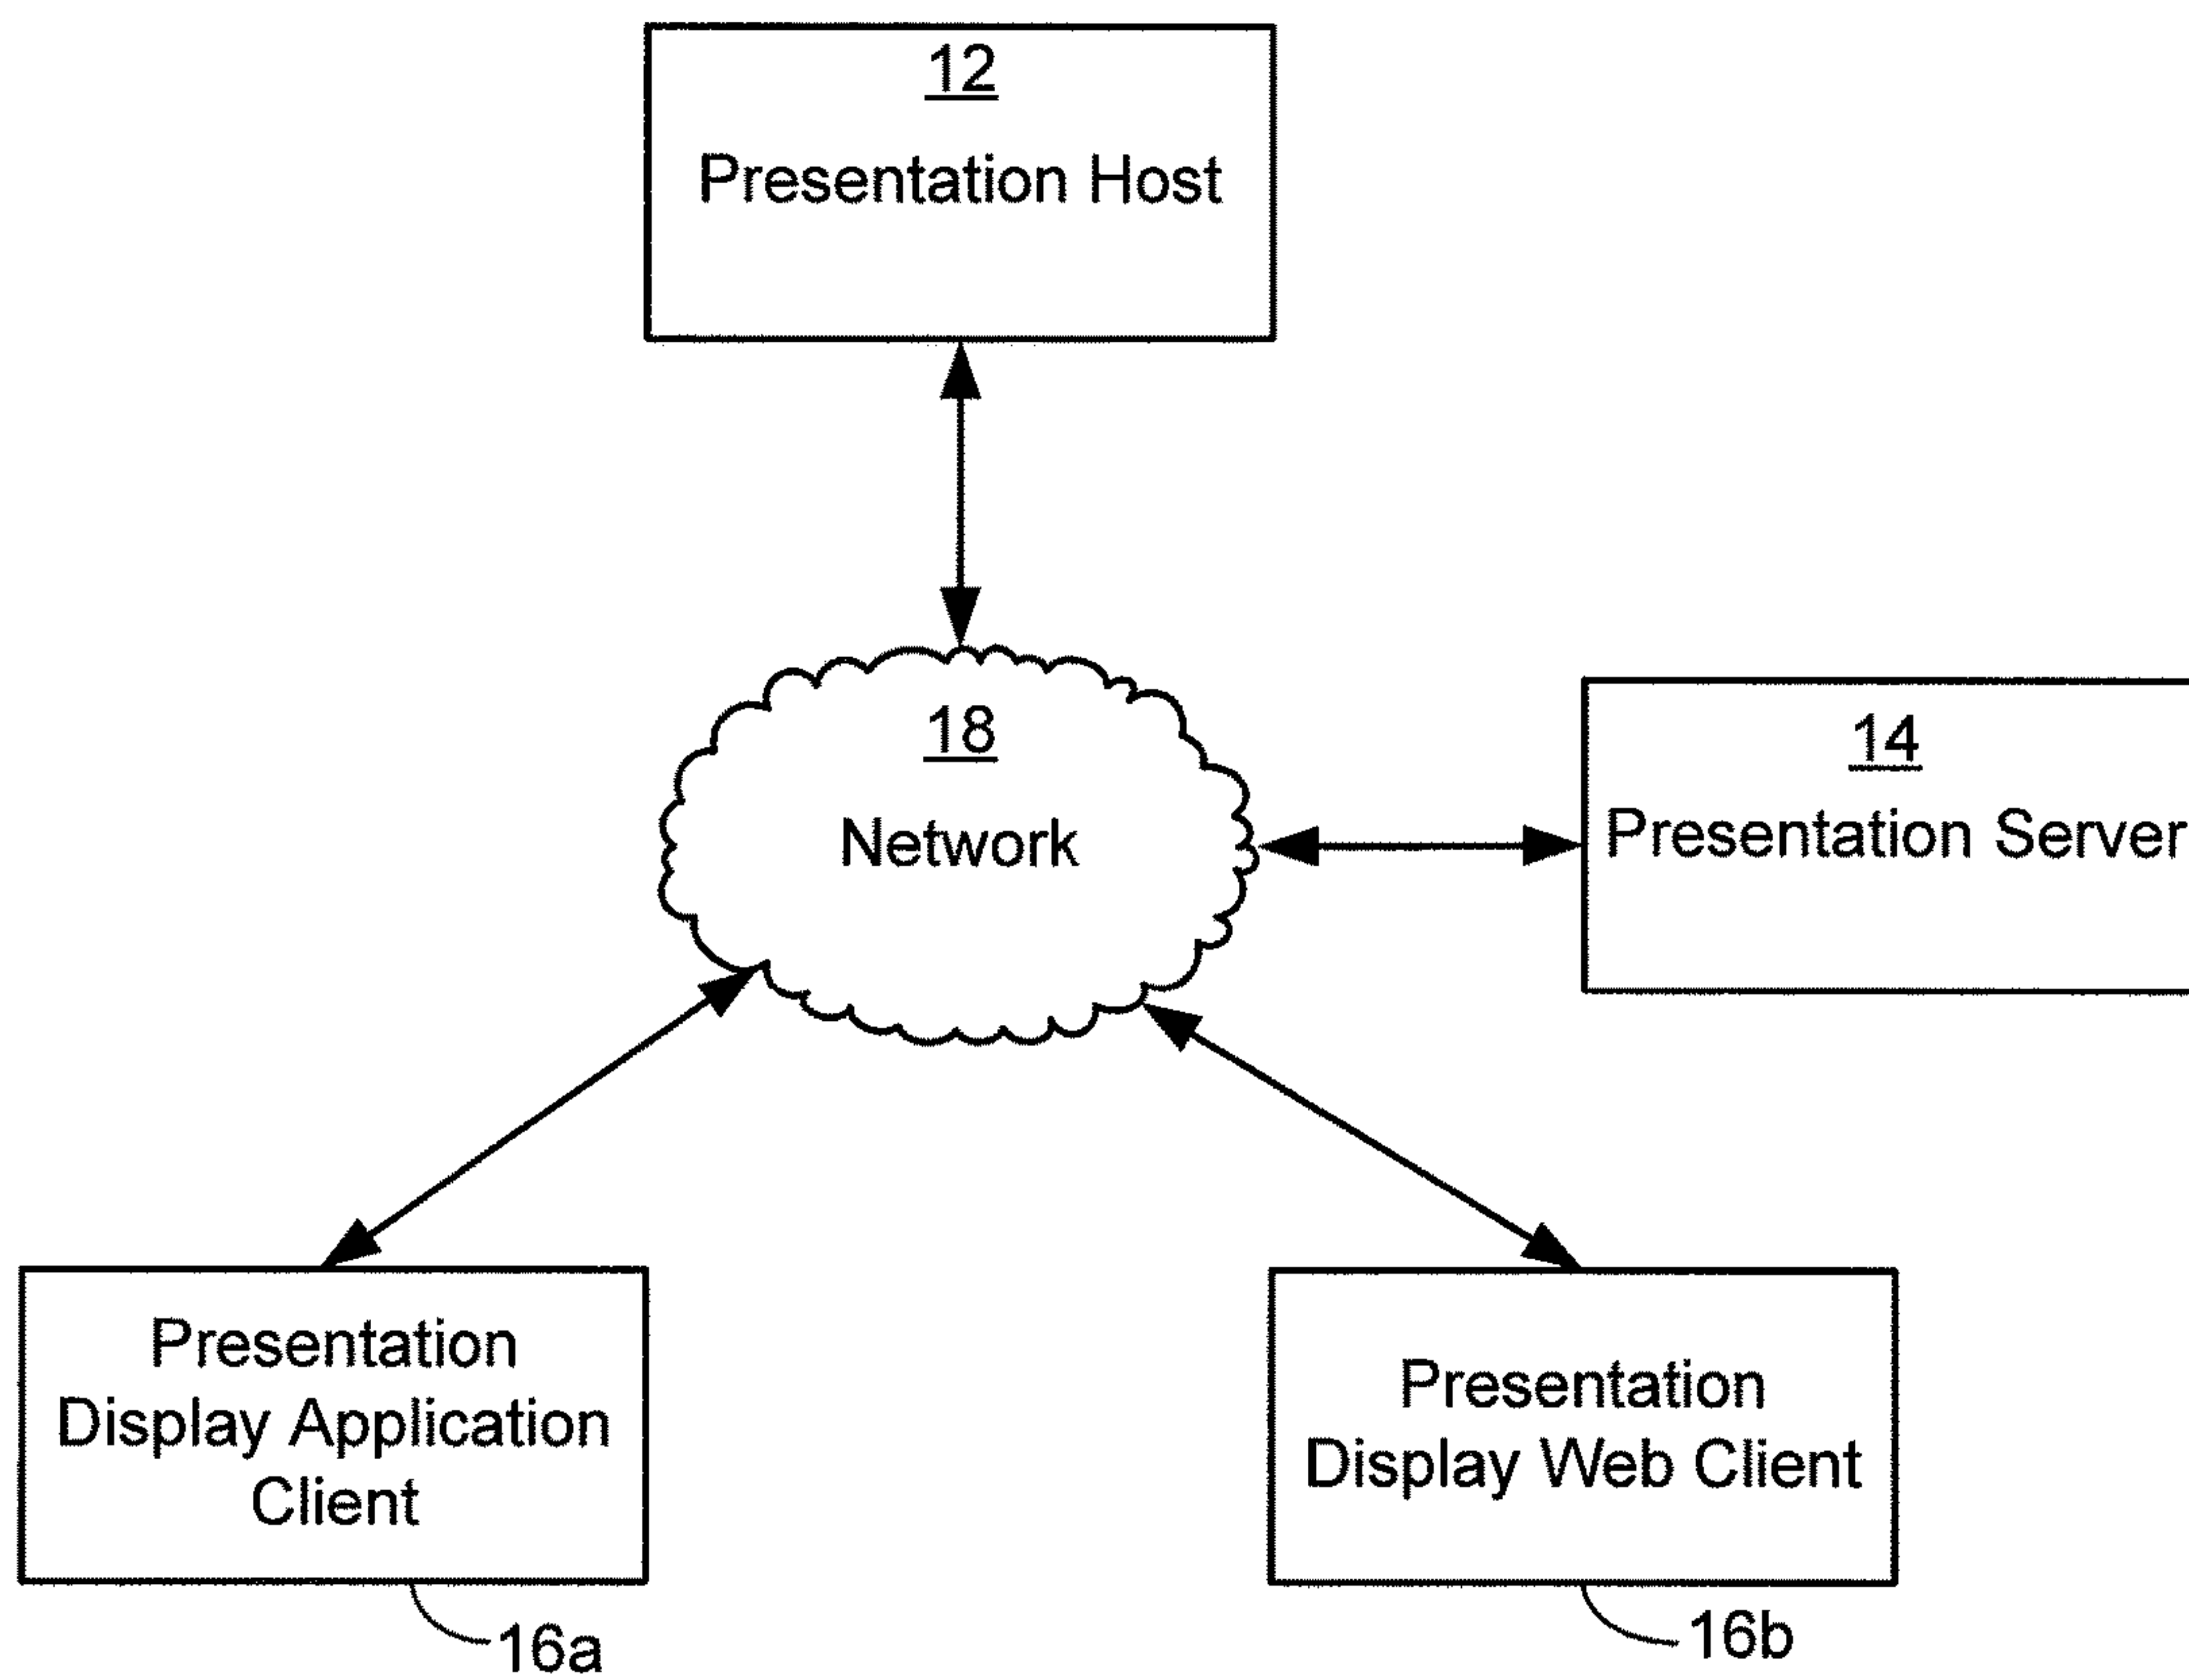 12
Presentation Host
18
Network
14
Presentation Server
Presentation
Display Application
Client
16a
Presentation
Display Web Client
16b